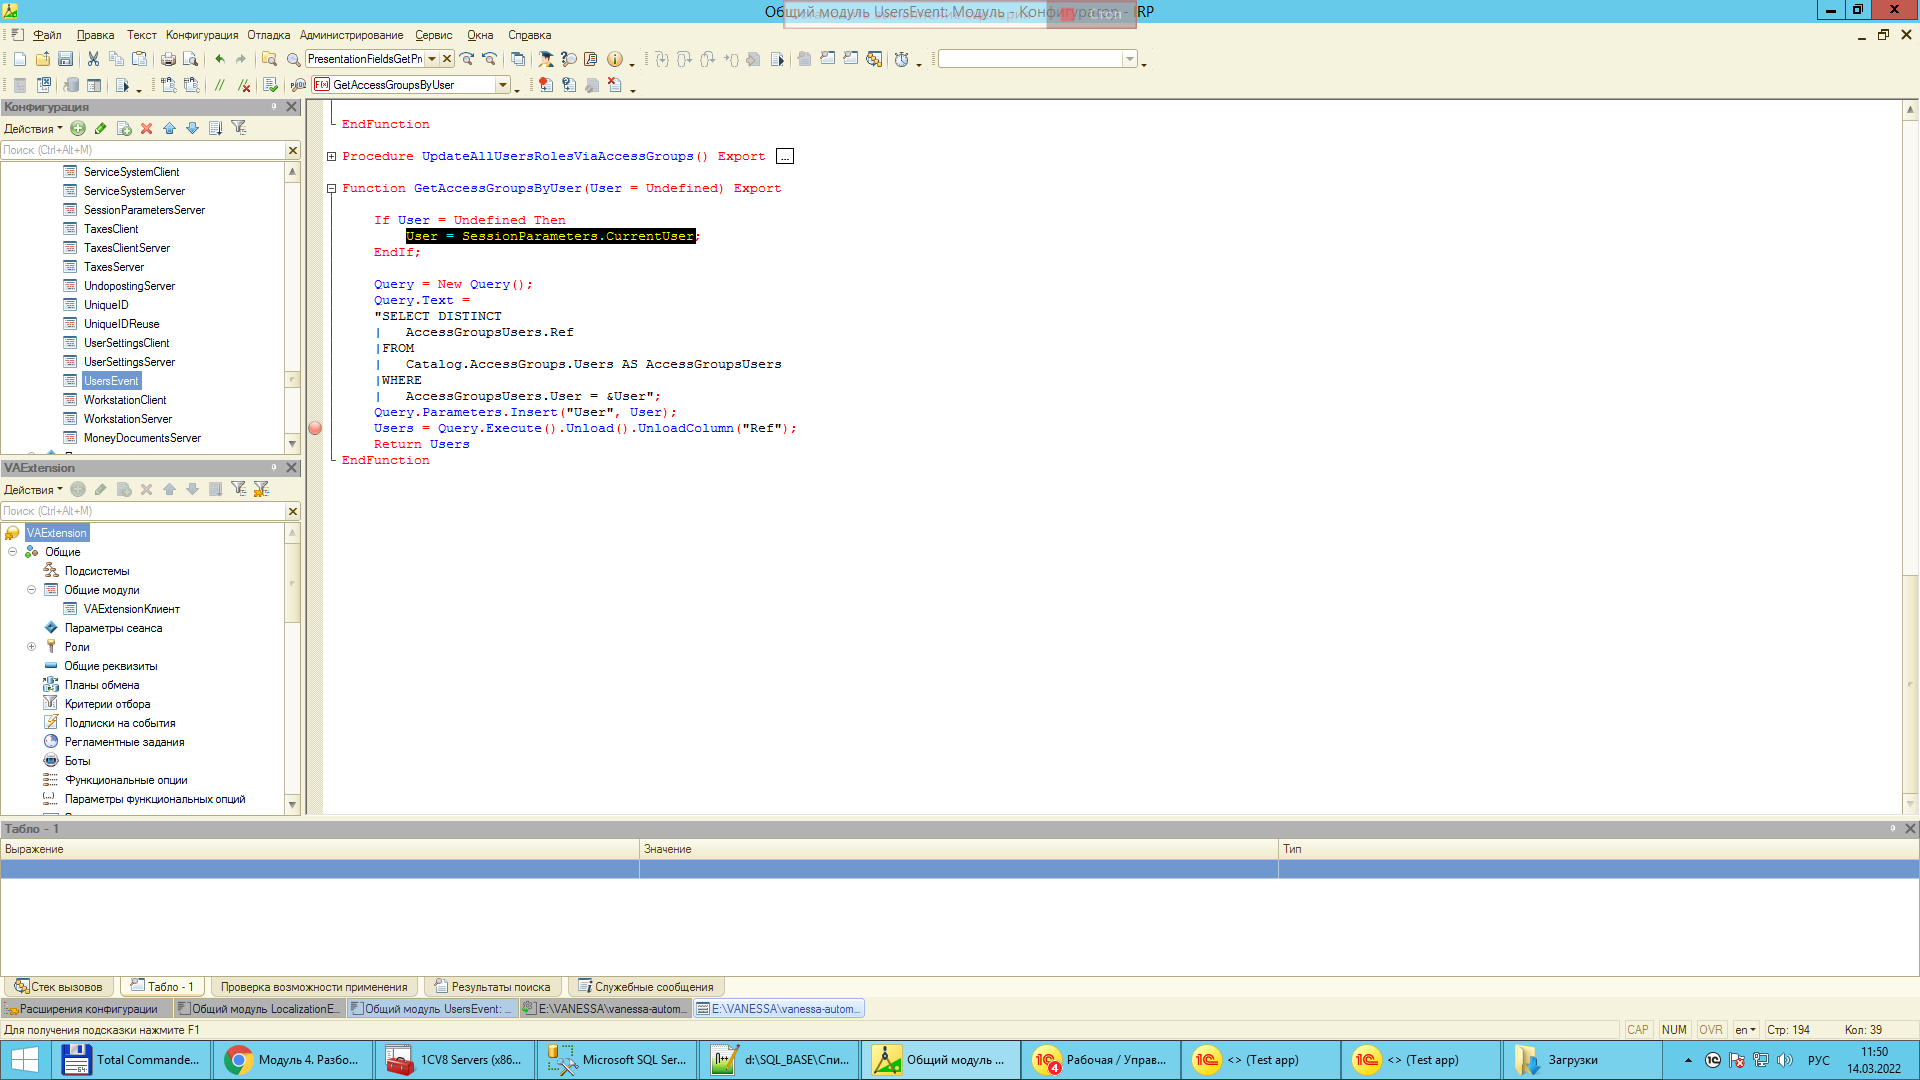 Общий модуль UsersEvent: Модуль - Конфигуратор - IRP
Стоп
Файл Правка Текст Конфигурация Отладка Администрирование Сервис Окна Справка
PresentationFieldsGetPn
GetAccessGroupsByUser
Конфигурация
Действия
Поиск (Ctrl+Alt+M)
ServiceSystemClient
ServiceSystemServer
SessionParametersServer
TaxesClient
TaxesClientServer
TaxesServer
UndopostingServer
UniqueID
UniqueIDReuse
UserSettingsClient
UserSettingsServer
UsersEvent
WorkstationClient
WorkstationServer
MoneyDocumentsServer
VAExtension
Действия
Поиск (Ctrl+Alt+M)
VAExtension
Общие
Подсистемы
Общие модули
VAExtensionКлиент
Параметры сеанса
Роли
Общие реквизиты
Планы обмена
Критерии отбора
Подписки на события
Регламентные задания
Боты
Функциональные опции
Параметры функциональных опций
EndFunction
Procedure UpdateAllUsersRolesViaAccessGroups() Export ...
Function GetAccessGroupsByUser(User = Undefined) Export
If User = Undefined Then
User = SessionParameters.CurrentUser;
EndIf;
Query = New Query();
Query.Text =
"SELECT DISTINCT
| AccessGroupsUsers.Ref
|FROM
| Catalog.AccessGroups.Users AS AccessGroupsUsers
|WHERE
| AccessGroupsUsers.User = &User";
Query.Parameters.Insert("User", User);
Users = Query.Execute().Unload().UnloadColumn("Ref");
Return Users
EndFunction
Табло - 1
Выражение Значение Тип
Стек вызовов Табло - 1 Проверка возможности применения Результаты поиска Служебные сообщения
Расширения конфигурации Общий модуль LocalizationE... Общий модуль UsersEvent: ... E:\VANESSA\vanessa-autom... E:\VANESSA\vanessa-autom...
Для получения подсказки нажмите F1 CAP NUM OVR en Стр: 194 Кол: 39
Total Commande... Модуль 4. Разбо... 1CV8 Servers (x86... Microsoft SQL Ser... d:\SQL_BASE\Спи... Общий модуль ... Рабочая / Управ... <> (Test app) <> (Test app) Загрузки РУС 11:50
14.03.2022